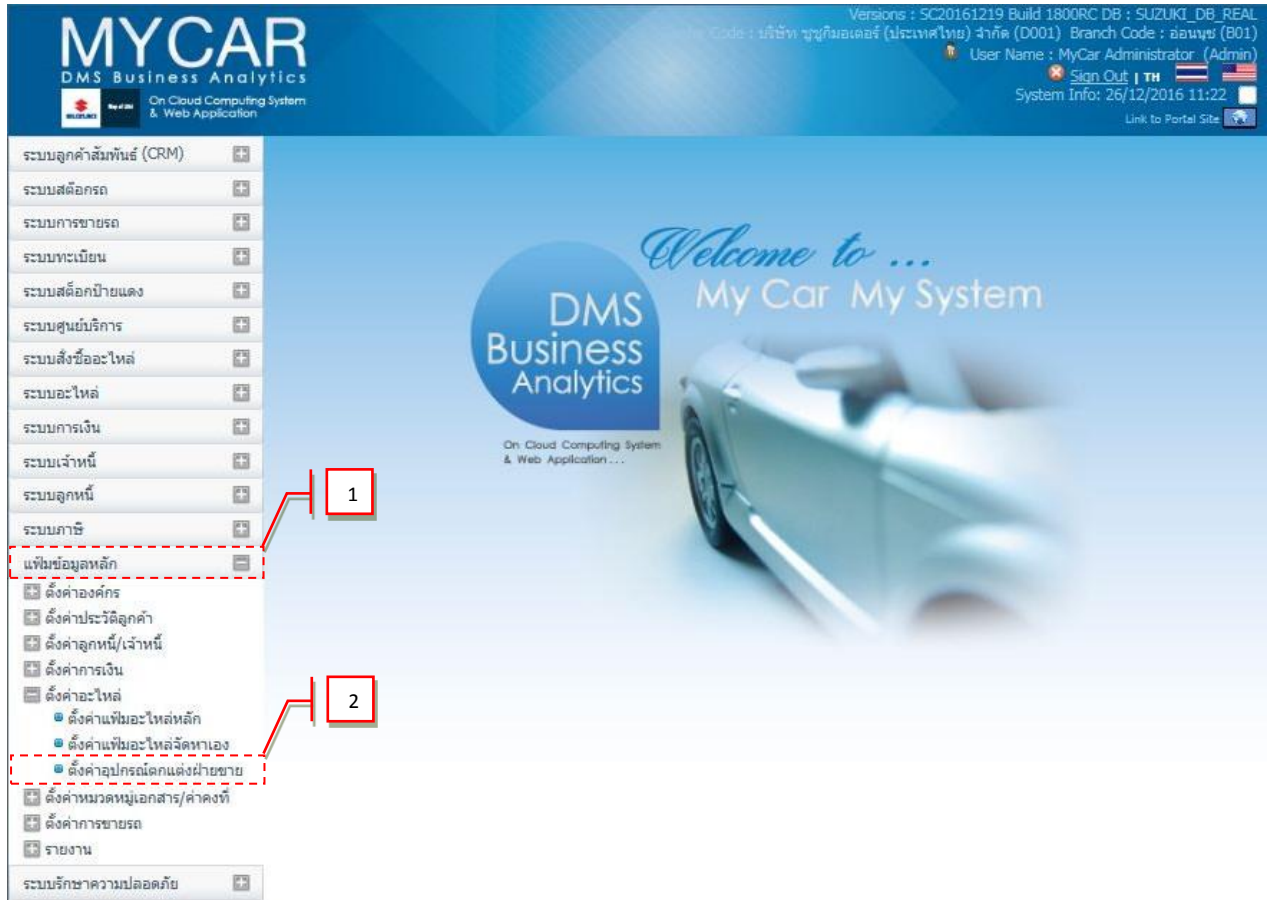 MYCAR
DMS Business Analytics
SUZUKI
Way of Life!
On Cloud Computing System
& Web Application
Versions : SC20161219 Build 1800RC DB : SUZUKI_DB_REAL
Code : บริษัท ซูซูกิมอเตอร์ (ประเทศไทย) จำกัด (D001) Branch Code : อ่อนนุช (B01)
User Name : MyCar Administrator (Admin)
Sign Out | TH
System Info: 26/12/2016 11:22
Link to Portal Site
ระบบลูกค้าสัมพันธ์ (CRM)
ระบบสต๊อกรถ
ระบบการขายรถ
ระบบทะเบียน
ระบบสต๊อกป้ายแดง
ระบบศูนย์บริการ
ระบบสั่งซื้ออะไหล่
ระบบอะไหล่
ระบบการเงิน
ระบบเจ้าหนี้
ระบบลูกหนี้
ระบบภาษี
แฟ้มข้อมูลหลัก
ตั้งค่าองค์กร
ตั้งค่าประวัติลูกค้า
ตั้งค่าลูกหนี้/เจ้าหนี้
ตั้งค่าการเงิน
ตั้งค่าอะไหล่
ตั้งค่าแฟ้มอะไหล่หลัก
ตั้งค่าแฟ้มอะไหล่จัดหาเอง
ตั้งค่าอุปกรณ์ตกแต่งฝ่ายขาย
ตั้งค่าหมวดหมู่เอกสาร/ค่าคงที่
ตั้งค่าการขายรถ
รายงาน
ระบบรักษาความปลอดภัย
1
2
Welcome to ...
My Car My System
DMS
Business
Analytics
On Cloud Computing System
& Web Application ...